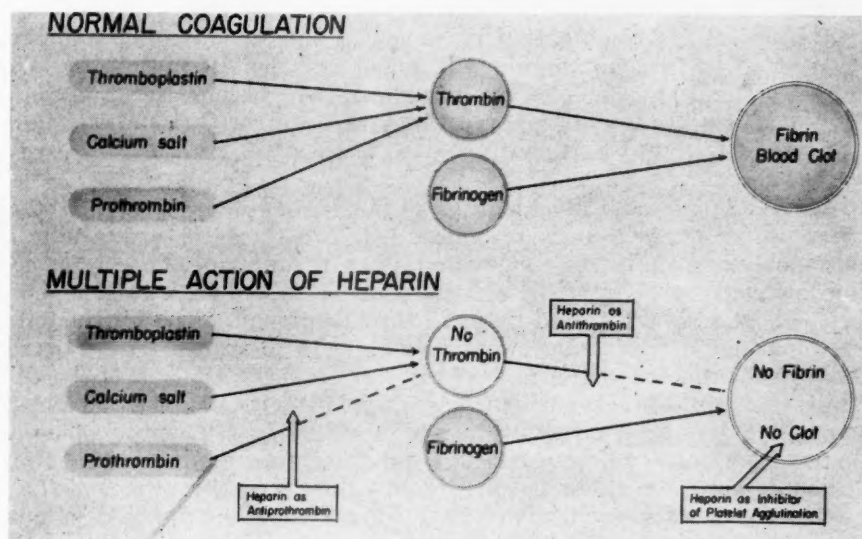 NORMAL COAGULATION
Thromboplastin
Calcium salt
Prothrombin
Thrombin
Fibrinogen
Fibrin
Blood Clot
MULTIPLE ACTION OF HEPARIN
Thromboplastin
Calcium salt
Prothrombin
Heparin as
Antiprothrombin
No
Thrombin
Fibrinogen
Heparin as
Antithrombin
No Fibrin
No Clot
Heparin as Inhibitor
of Platelet Agglutination